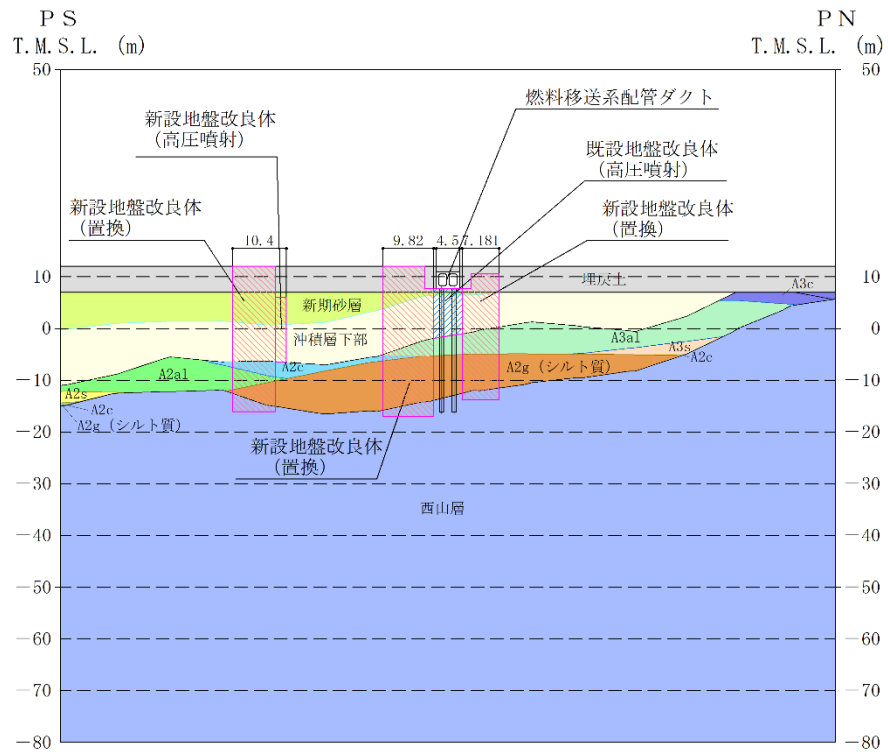 PS
PN
T.M.S.L. (m)
T.M.S.L. (m)
50
50
燃料移送系配管ダクト
新設地盤改良体
(高圧噴射)
既設地盤改良体
(高圧噴射)
新設地盤改良体
(置換)
新設地盤改良体
(置換)
10.4
9.82
4.5
7.181
10
埋戻土
10
A3c
新期砂層
0
沖積層下部
A3al
0
A3s
A2c
A2c
A2al
A2g(シルト質)
-10
-10
A2s
A2c
A2g(シルト質)
-20
-20
新設地盤改良体
(置換)
-30
-30
西山層
-40
-40
-50
-50
-60
-60
-70
-70
-80
-80